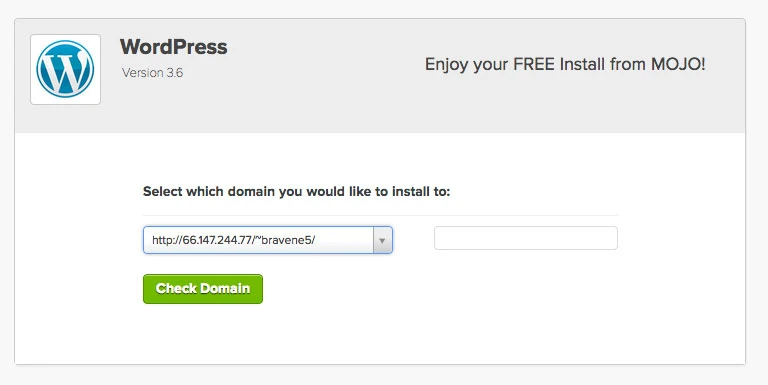 WordPress
Version 3.6
Enjoy your FREE Install from MOJO!
Select which domain you would like to install to:
http://66.147.244.77/~bravene5/
Check Domain